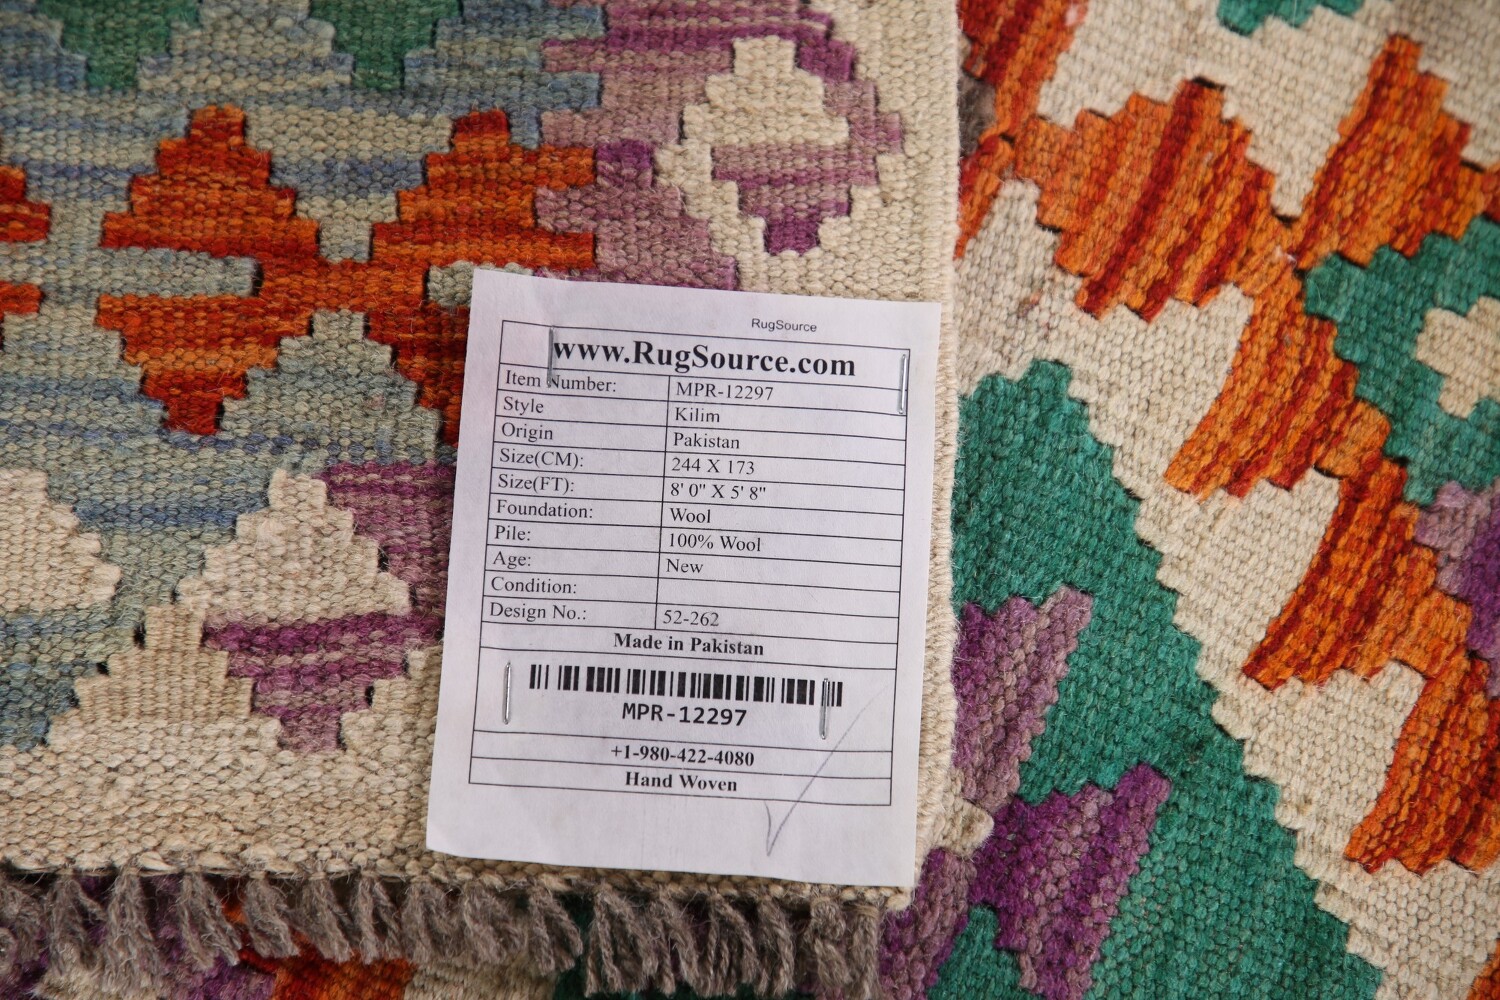 RugSource
www.RugSource.com
Item Number: MPR-12297
Style Kilim
Origin Pakistan
Size(CM): 244 X 173
Size(FT): 8' 0" X 5' 8"
Foundation: Wool
Pile: 100% Wool
Age: New
Condition:
Design No.: 52-262
Made in Pakistan
MPR-12297
+1-980-422-4080
Hand Woven